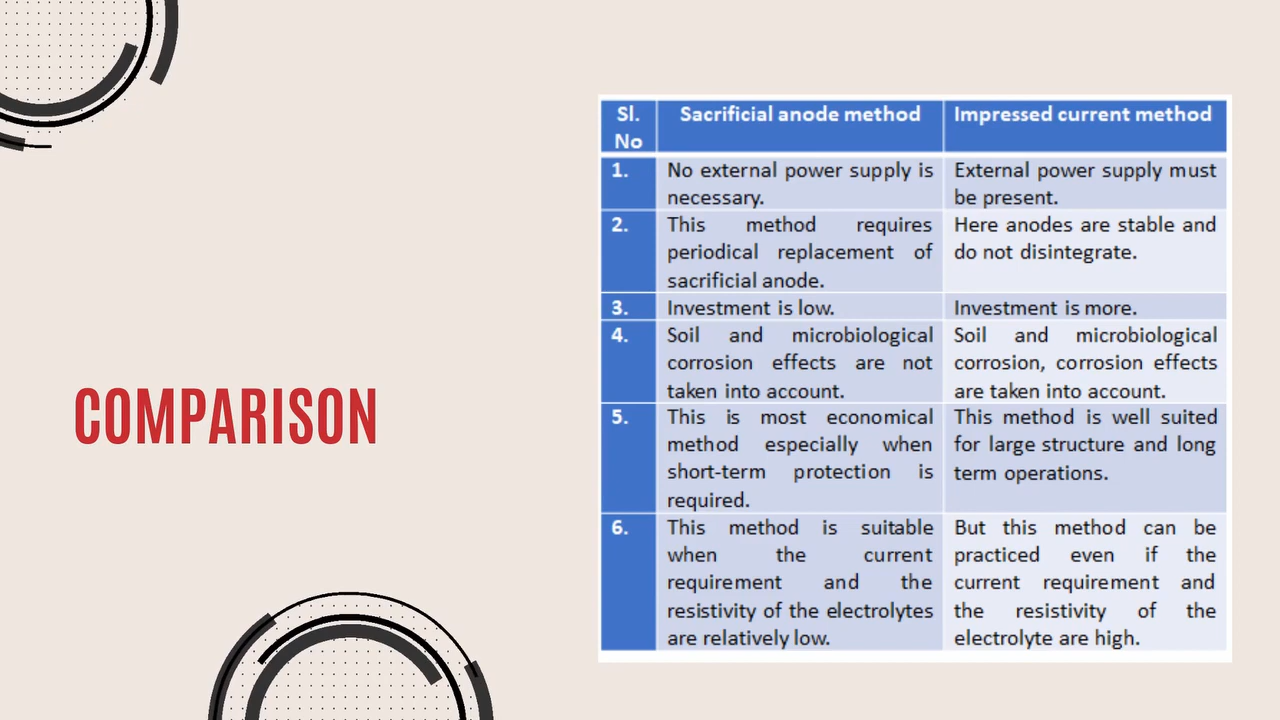 COMPARISON
Sl.
No
Sacrificial anode method
Impressed current method
1.
No external power supply is
necessary.
External power supply must
be present.
2.
This method requires
periodical replacement of
sacrificial anode.
Here anodes are stable and
do not disintegrate.
3.
Investment is low.
Investment is more.
4.
Soil and microbiological
corrosion effects are not
taken into account.
Soil and microbiological
corrosion, corrosion effects
are taken into account.
5.
This is most economical
method especially when
short-term protection is
required.
This method is well suited
for large structure and long
term operations.
6.
This method is suitable
when the current
requirement and the
resistivity of the electrolytes
are relatively low.
But this method can be
practiced even if the
current requirement and
the resistivity of the
electrolyte are high.